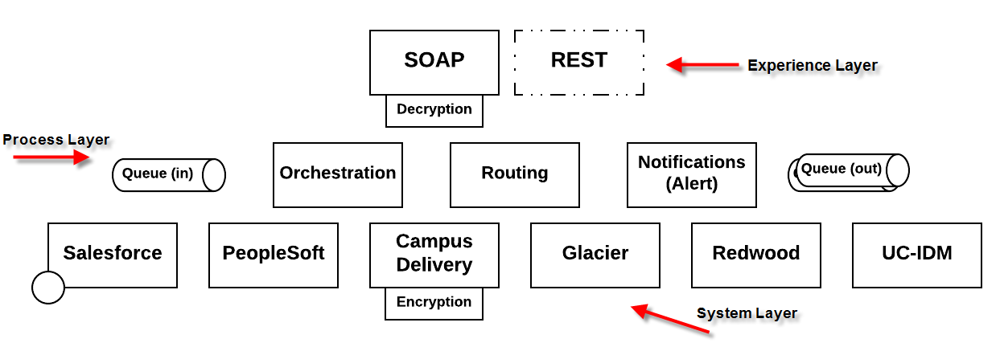 SOAP
REST
Experience Layer
Decryption
Process Layer
Queue (in)
Orchestration
Routing
Notifications
(Alert)
Queue (out)
Salesforce
PeopleSoft
Campus
Delivery
Glacier
Redwood
UC-IDM
Encryption
System Layer